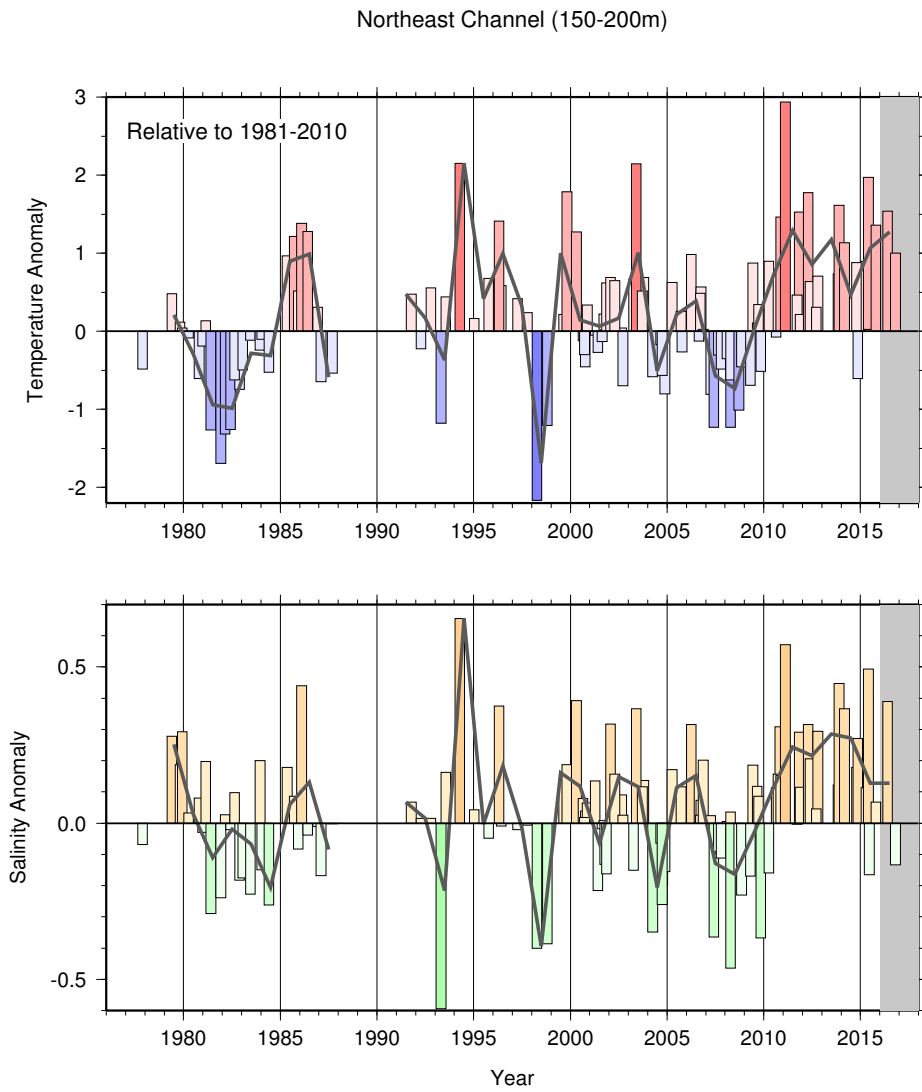 Northeast Channel (150-200m)
Relative to 1981-2010
Temperature Anomaly
3
2
1
0
-1
-2
1980 1985 1990 1995 2000 2005 2010 2015
Salinity Anomaly
0.5
0.0
-0.5
1980 1985 1990 1995 2000 2005 2010 2015
Year